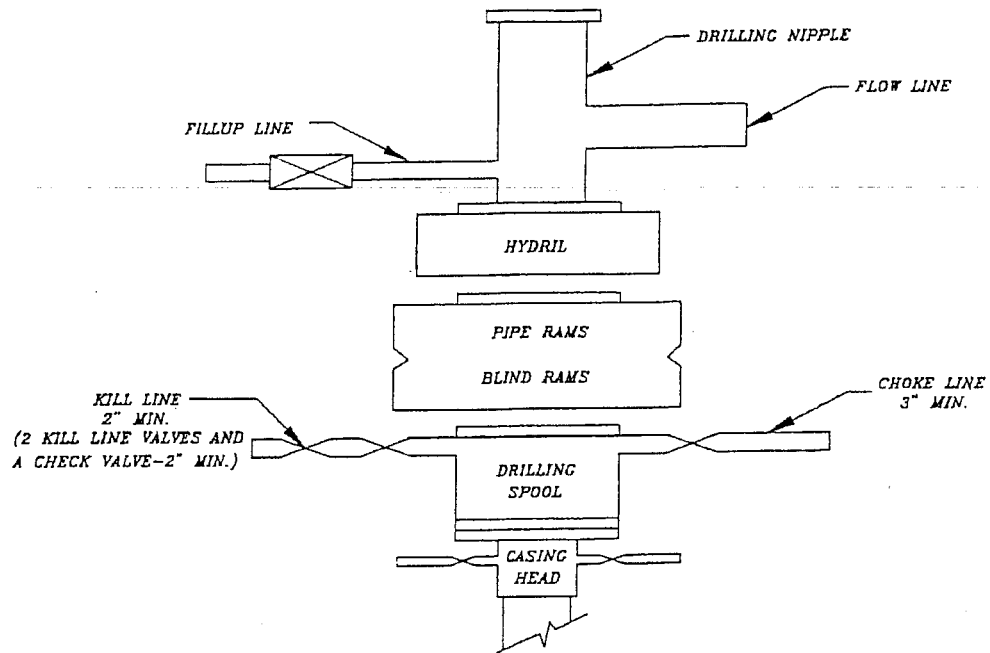 DRILLING NIPPLE
FLOW LINE
FILLUP LINE
HYDRIL
PIPE RAMS
BLIND RAMS
KILL LINE
2" MIN.
(2 KILL LINE VALVES AND
A CHECK VALVE-2" MIN.)
CHOKE LINE
3" MIN.
DRILLING
SPOOL
CASING
HEAD